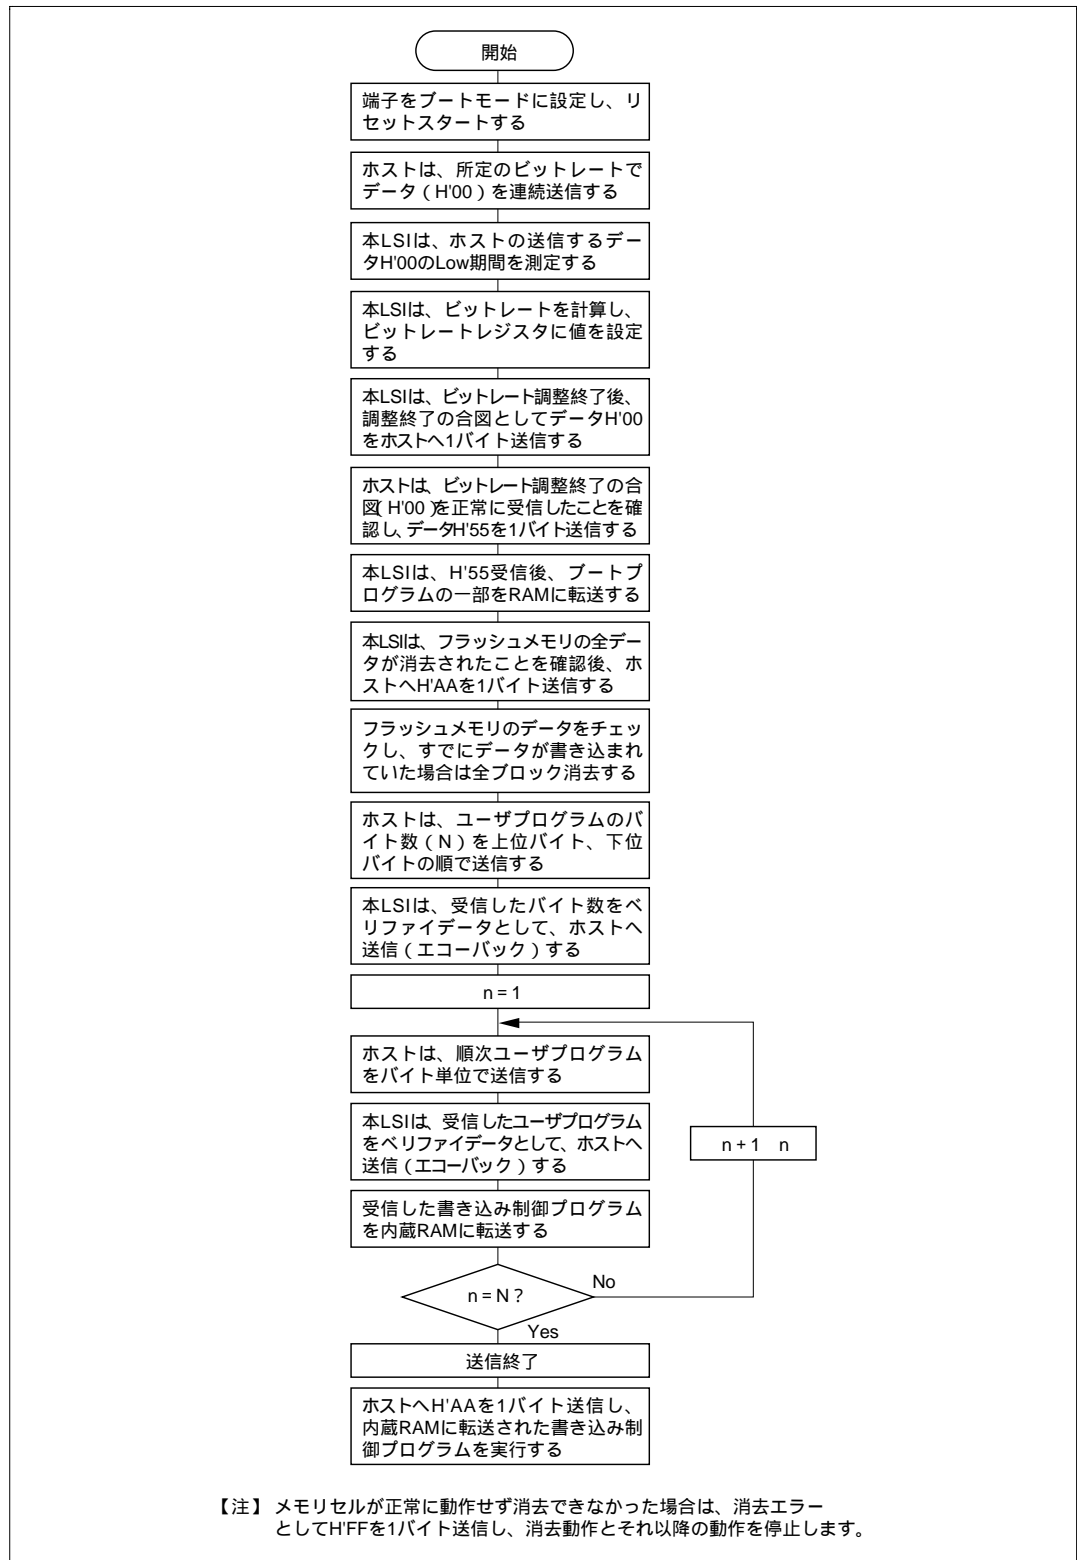 開始
端子をブートモードに設定し、リ
セットスタートする
ホストは、所定のビットレートで
データ(H'00)を連続送信する
本LSIは、ホストの送信するデー
タH'00のLow期間を測定する
本LSIは、ビットレートを計算し、
ビットレートレジスタに値を設定
する
本LSIは、ビットレート調整終了後、
調整終了の合図としてデータH'00
をホストへ1バイト送信する
ホストは、ビットレート調整終了の合
図(H'00)を正常に受信したことを確
認し、データH'55を1バイト送信する
本LSIは、H'55受信後、ブートプ
ログラムの一部をRAMに転送する
本LSIは、フラッシュメモリの全デー
タが消去されたことを確認後、ホ
ストへH'AAを1バイト送信する
フラッシュメモリのデータをチェッ
クし、すでにデータが書き込まれ
ていた場合は全ブロック消去する
ホストは、ユーザプログラムのバ
イト数(N)を上位バイト、下位
バイトの順で送信する
本LSIは、受信したバイト数をベ
リファイデータとして、ホストへ
送信(エコーバック)する
n = 1
ホストは、順次ユーザプログラム
をバイト単位で送信する
本LSIは、受信したユーザプログラム
をベリファイデータとして、ホストへ
送信(エコーバック)する
n + 1 n
受信した書き込み制御プログラム
を内蔵RAMに転送する
n = N ?
No
Yes
送信終了
ホストへH'AAを1バイト送信し、
内蔵RAMに転送された書き込み制
御プログラムを実行する
【注】 メモリセルが正常に動作せず消去できなかった場合は、消去エラー
としてH'FFを1バイト送信し、消去動作とそれ以降の動作を停止します。